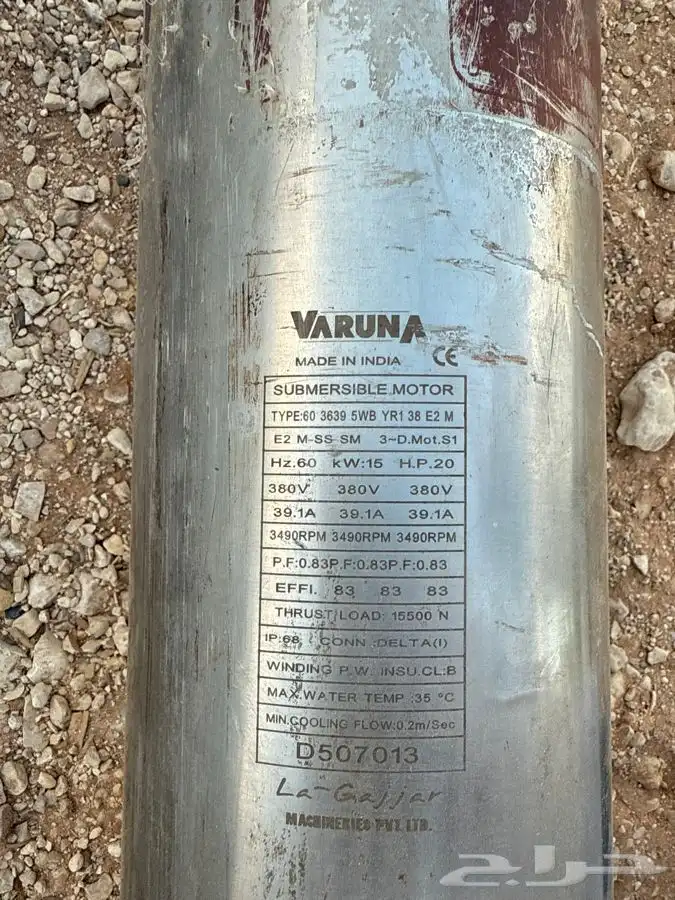 VARUNA
MADE IN INDIA CE
SUBMERSIBLE MOTOR
TYPE:60 3639 5WB YR1 38 E2 M
E2 M-SS SM 3~D.Mot.S1
Hz.60 kW:15 H.P.20
380V 380V 380V
39.1A 39.1A 39.1A
3490RPM 3490RPM 3490RPM
P.F:0.83P.F:0.83P.F:0.83
EFFI. 83 83 83
THRUST LOAD: 15500 N
IP:68 CONN :DELTA(I)
WINDING P.W. INSU.CL:B
MAX.WATER TEMP :35 °C
MIN.COOLING FLOW:0.2m/Sec
D507013
La-Gajjar
MACHINERIES PVT. LTD.
حراج